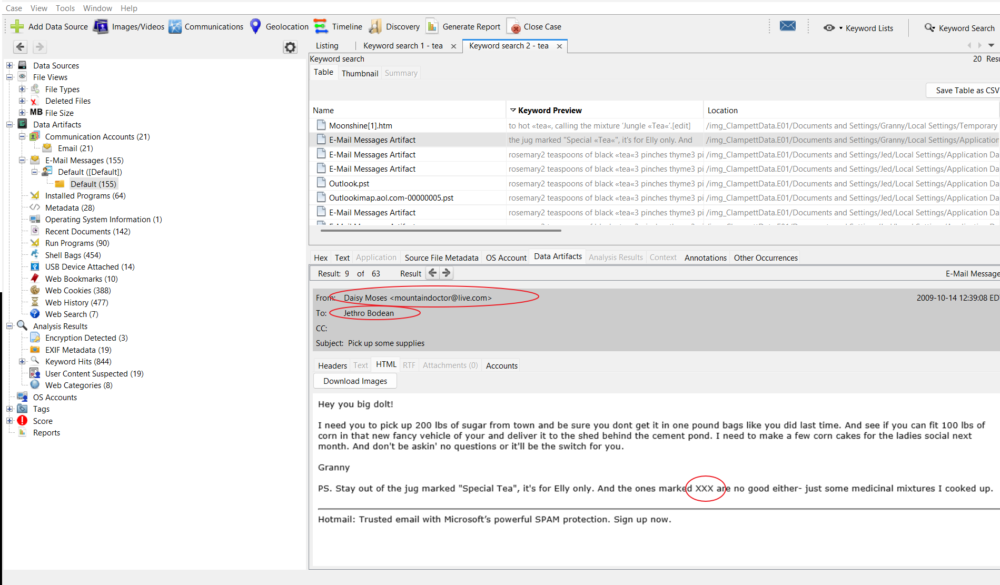 Case View Tools Window Help
Add Data Source Images/Videos Communications Geolocation Timeline Discovery Generate Report Close Case Keyword Lists Keyword Search
Listing Keyword search 1 - tea Keyword search 2 - tea
Data Sources
File Views
File Types
Deleted Files
MB File Size
Data Artifacts
Communication Accounts (21)
Email (21)
E-Mail Messages (155)
Default ([Default])
Default (155)
Installed Programs (64)
Metadata (28)
Operating System Information (1)
Recent Documents (142)
Run Programs (90)
Shell Bags (454)
USB Device Attached (14)
Web Bookmarks (10)
Web Cookies (388)
Web History (477)
Web Search (7)
Analysis Results
Encryption Detected (3)
EXIF Metadata (19)
Keyword Hits (844)
User Content Suspected (19)
Web Categories (8)
OS Accounts
Tags
Score
Reports
Keyword search 20 Resu
Table Thumbnail Summary
Save Table as CSV
Name Keyword Preview Location
Moonshine[1].htm to hot «tea«, calling the mixture ‘Jungle «Tea«’.[edit] /img_ClampettData.E01/Documents and Settings/Granny/Local Settings/Temporary
E-Mail Messages Artifact the jug marked "Special «Tea«", it's for Elly only. And /img_ClampettData.E01/Documents and Settings/Granny/Local Settings/Application
E-Mail Messages Artifact rosemary2 teaspoons of black «tea«3 pinches thyme3 pi /img_ClampettData.E01/Documents and Settings/Jed/Local Settings/Application Da
E-Mail Messages Artifact rosemary2 teaspoons of black «tea«3 pinches thyme3 pi /img_ClampettData.E01/Documents and Settings/Jed/Local Settings/Application Da
Outlook.pst rosemary2 teaspoons of black «tea«3 pinches thyme3 pi /img_ClampettData.E01/Documents and Settings/Jed/Local Settings/Application Da
Outlookimap.aol.com-00000005.pst rosemary2 teaspoons of black «tea«3 pinches thyme3 pi /img_ClampettData.E01/Documents and Settings/Jed/Local Settings/Application Da
E-Mail Messages Artifact rosemary2 teaspoons of black «tea«3 pinches thyme3 pi /img_ClampettData.E01/Documents and Settings/Jed/Local Settings/Application Da
Hex Text Application Source File Metadata OS Account Data Artifacts Analysis Results Context Annotations Other Occurrences
Result: 9 of 63 Result E-Mail Message
From: Daisy Moses <mountaindoctor@live.com> 2009-10-14 12:39:08 ED
To: Jethro Bodean
CC:
Subject: Pick up some supplies
Headers Text HTML RTF Attachments (0) Accounts
Download Images
Hey you big dolt!
I need you to pick up 200 lbs of sugar from town and be sure you dont get it in one pound bags like you did last time. And see if you can fit 100 lbs of
corn in that new fancy vehicle of your and deliver it to the shed behind the cement pond. I need to make a few corn cakes for the ladies social next
month. And don't be askin' no questions or it'll be the switch for you.
Granny
PS. Stay out of the jug marked "Special Tea", it's for Elly only. And the ones marked XXX are no good either- just some medicinal mixtures I cooked up.
Hotmail: Trusted email with Microsoft’s powerful SPAM protection. Sign up now.